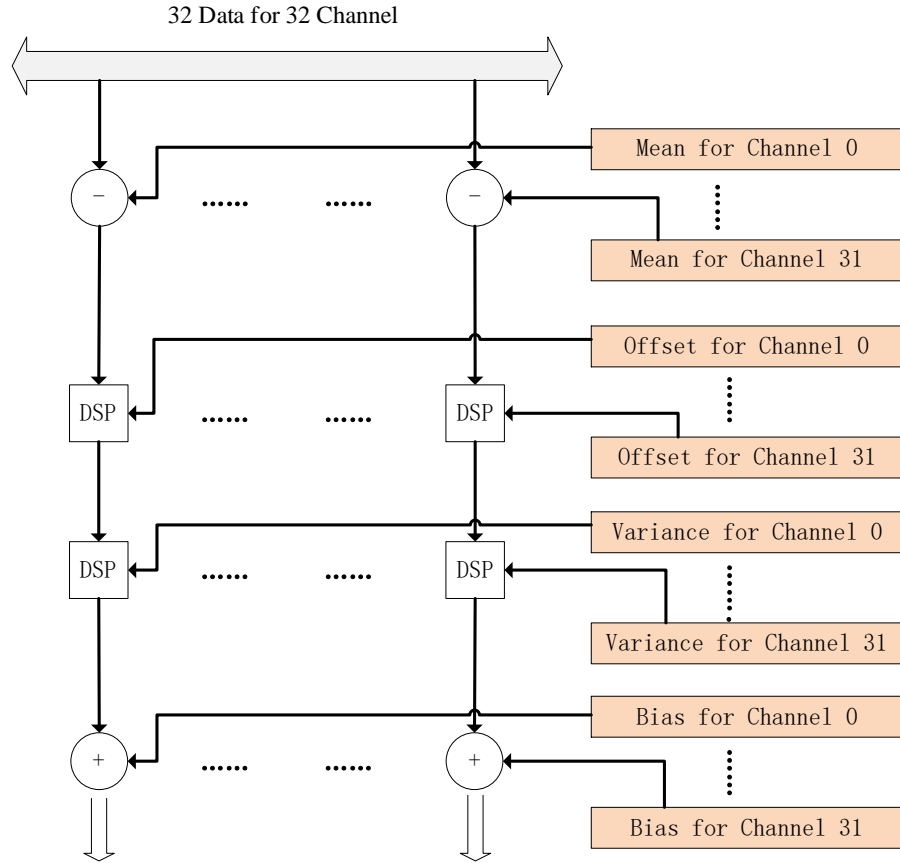 32 Data for 32 Channel
Mean for Channel 0
− ...... ...... −
Mean for Channel 31
Offset for Channel 0
DSP ...... ...... DSP
Offset for Channel 31
Variance for Channel 0
DSP ...... ...... DSP
Variance for Channel 31
Bias for Channel 0
+ ...... ...... +
Bias for Channel 31